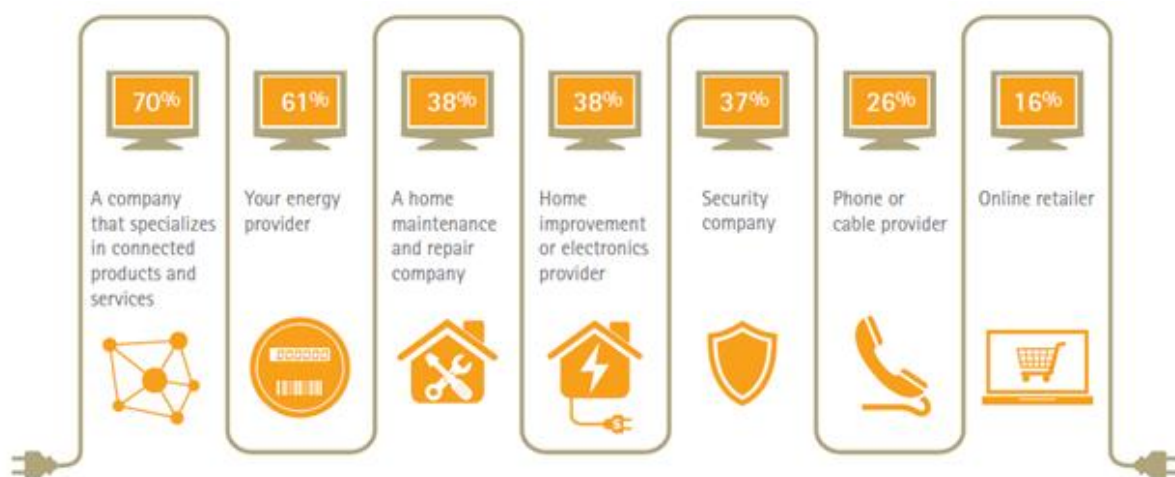 70%
61%
38%
38%
37%
26%
16%
A company
that specializes
in connected
products and
services
Your energy
provider
A home
maintenance
and repair
company
Home
improvement
or electronics
provider
Security
company
Phone or
cable provider
Online retailer
000000